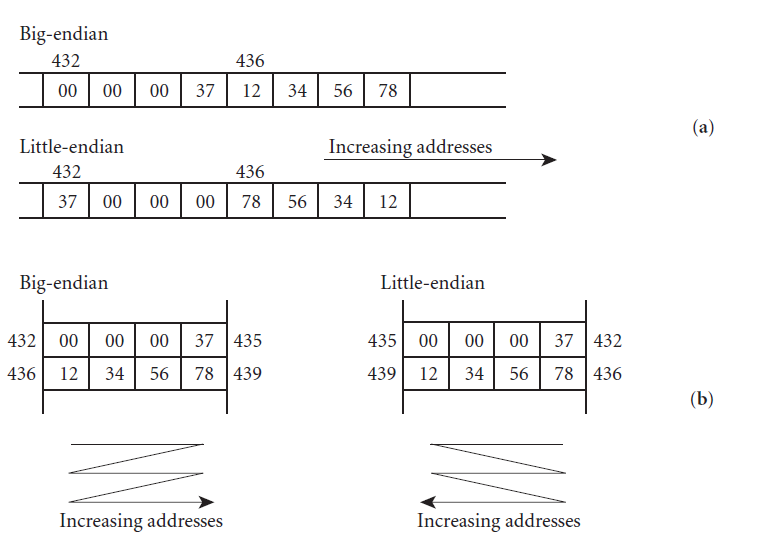 Big-endian
432 436
00 00 00 37 12 34 56 78
(a)
Little-endian Increasing addresses
432 436
37 00 00 00 78 56 34 12
Big-endian Little-endian
432 00 00 00 37 435 435 00 00 00 37 432
436 12 34 56 78 439 439 12 34 56 78 436
(b)
Increasing addresses Increasing addresses